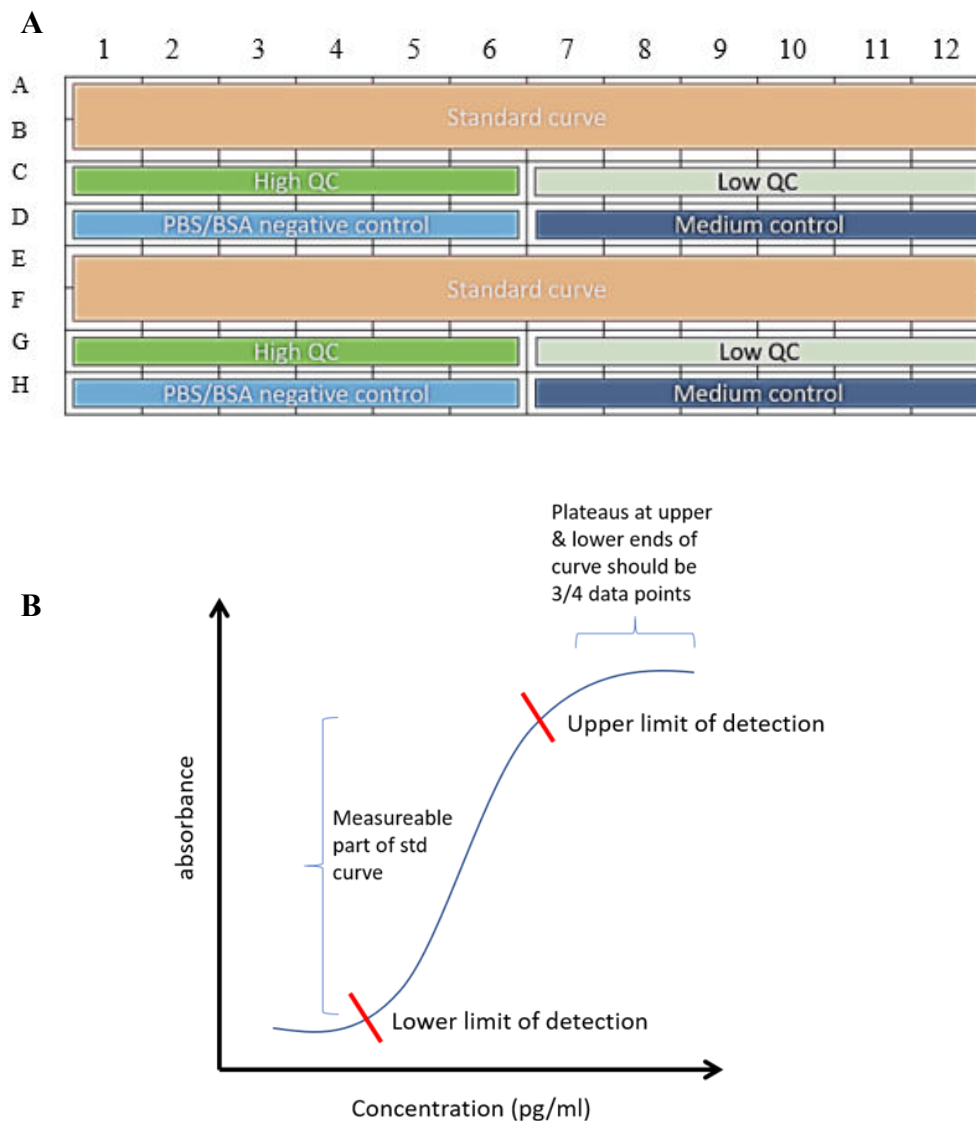 A
1 2 3 4 5 6 7 8 9 10 11 12
A
Standard curve
B
C High QC Low QC
D PBS/BSA negative control Medium control
E
Standard curve
F
G High QC Low QC
H PBS/BSA negative control Medium control
B
Plateaus at upper
& lower ends of
curve should be
3/4 data points
Upper limit of detection
Measureable
part of std
curve
absorbance
Lower limit of detection
Concentration (pg/ml)